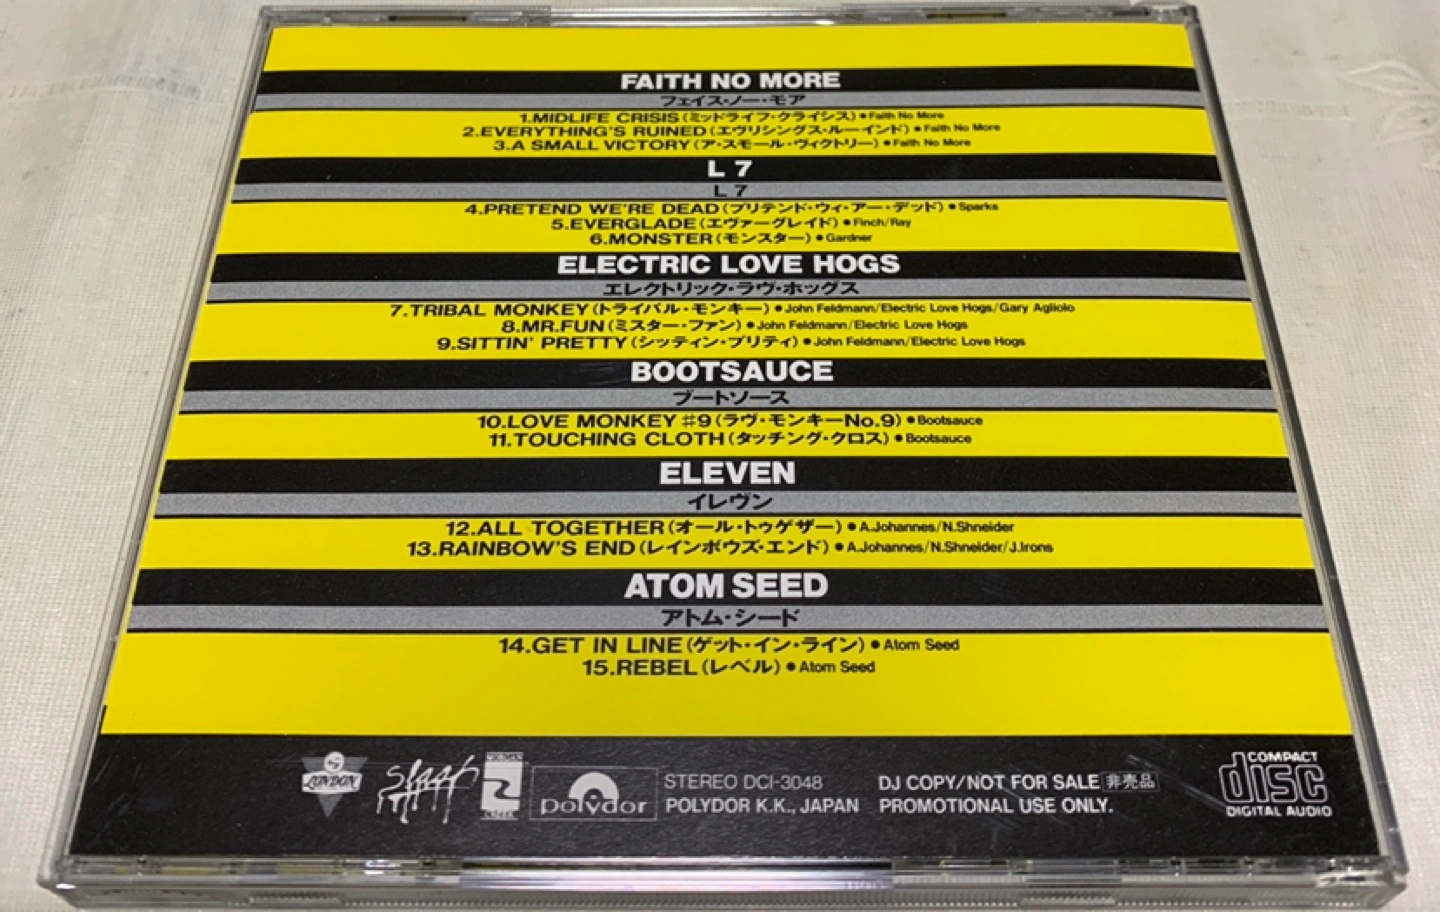 FAITH NO MORE
フェイス・ノー・モア
1.MIDLIFE CRISIS(ミッドライフ・クライシス)●Faith No More
2.EVERYTHING'S RUINED(エヴリシングス・ルーインド)●Faith No More
3.A SMALL VICTORY(ア・スモール・ヴィクトリー)●Faith No More
L 7
L 7
4.PRETEND WE'RE DEAD(プリテンド・ウィ・アー・デッド)●Sparks
5.EVERGLADE(エヴァーグレイド)●Finch/Ray
6.MONSTER(モンスター)●Gardner
ELECTRIC LOVE HOGS
エレクトリック・ラヴ・ホッグス
7.TRIBAL MONKEY(トライバル・モンキー)●John Feldmann/Electric Love Hogs/Gary Agliolo
8.MR.FUN(ミスター・ファン)●John Feldmann/Electric Love Hogs
9.SITTIN' PRETTY(シッティン・プリティ)●John Feldmann/Electric Love Hogs
BOOTSAUCE
ブートソース
10.LOVE MONKEY ♯9(ラヴ・モンキーNo.9)●Bootsauce
11.TOUCHING CLOTH(タッチング・クロス)●Bootsauce
ELEVEN
イレヴン
12.ALL TOGETHER(オール・トゥゲザー)●A.Johannes/N.Shneider
13.RAINBOW'S END(レインボウズ・エンド)●A.Johannes/N.Shneider/J.Irons
ATOM SEED
アトム・シード
14.GET IN LINE(ゲット・イン・ライン)●Atom Seed
15.REBEL(レベル)●Atom Seed
LONDON
slash
CREEK
polydor
STEREO DCI-3048
POLYDOR K.K., JAPAN
DJ COPY/NOT FOR SALE 非売品
PROMOTIONAL USE ONLY.
COMPACT
disc
DIGITAL AUDIO